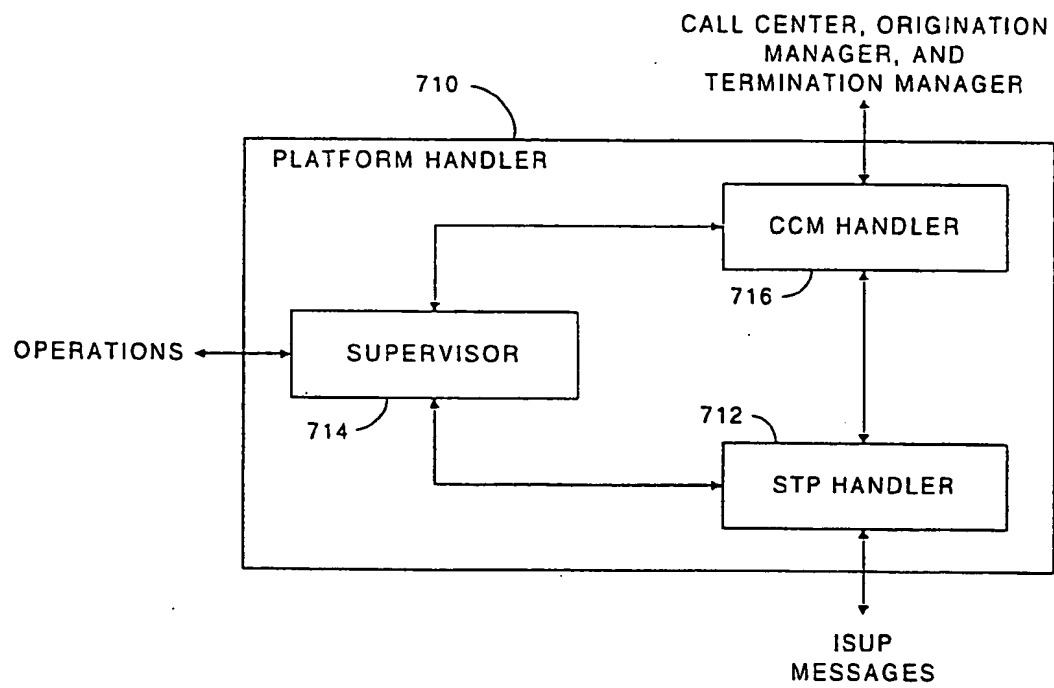 CALL CENTER, ORIGINATION
MANAGER, AND
TERMINATION MANAGER
710
PLATFORM HANDLER
CCM HANDLER
716
OPERATIONS
SUPERVISOR
714
712
STP HANDLER
ISUP
MESSAGES